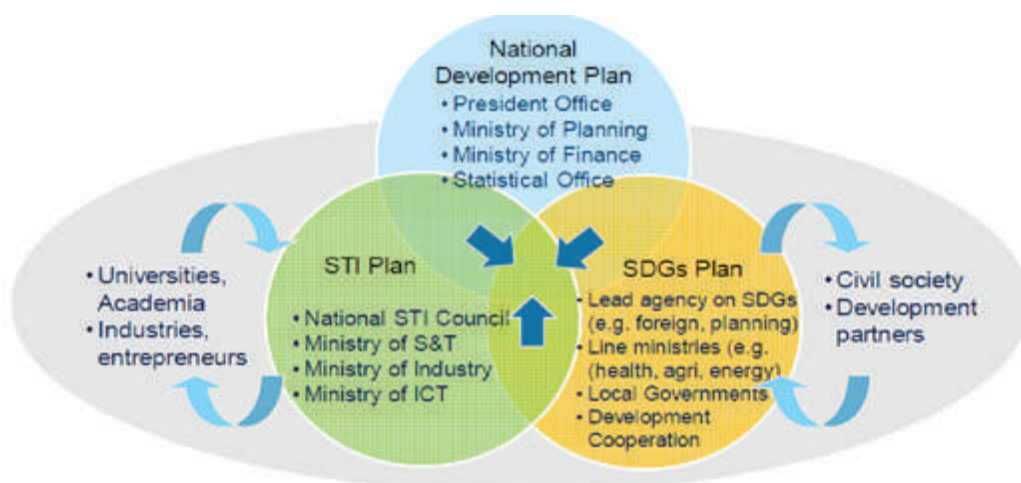 National
Development Plan
• President Office
• Ministry of Planning
• Ministry of Finance
• Statistical Office
STI Plan
• National STI Council
• Ministry of S&T
• Ministry of Industry
• Ministry of ICT
SDGs Plan
• Lead agency on SDGs
(e.g. foreign, planning)
• Line ministries (e.g.
(health, agri, energy)
• Local Governments
• Development
Cooperation
• Universities,
Academia
• Industries,
entrepreneurs
• Civil society
• Development
partners